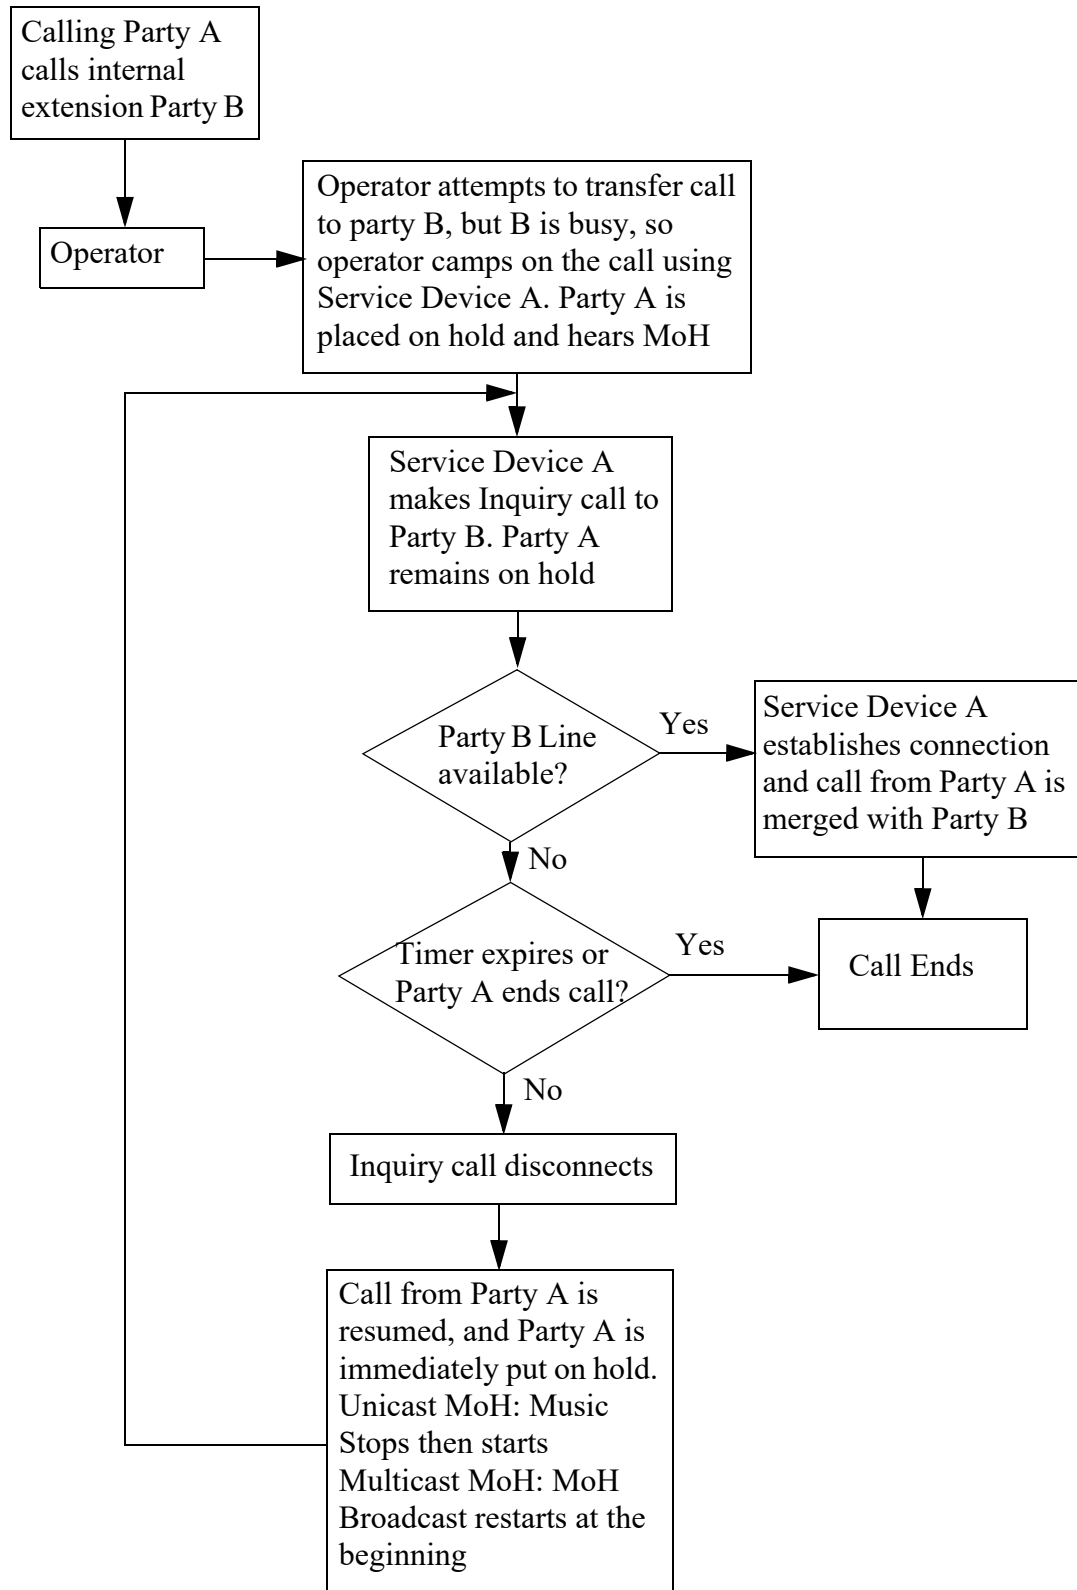 Calling Party A
calls internal
extension Party B
Operator
Operator attempts to transfer call
to party B, but B is busy, so
operator camps on the call using
Service Device A. Party A is
placed on hold and hears MoH
Service Device A
makes Inquiry call to
Party B. Party A
remains on hold
Party B Line
available?
Yes
Service Device A
establishes connection
and call from Party A is
merged with Party B
No
Timer expires or
Party A ends call?
Yes
Call Ends
No
Inquiry call disconnects
Call from Party A is
resumed, and Party A is
immediately put on hold.
Unicast MoH: Music
Stops then starts
Multicast MoH: MoH
Broadcast restarts at the
beginning